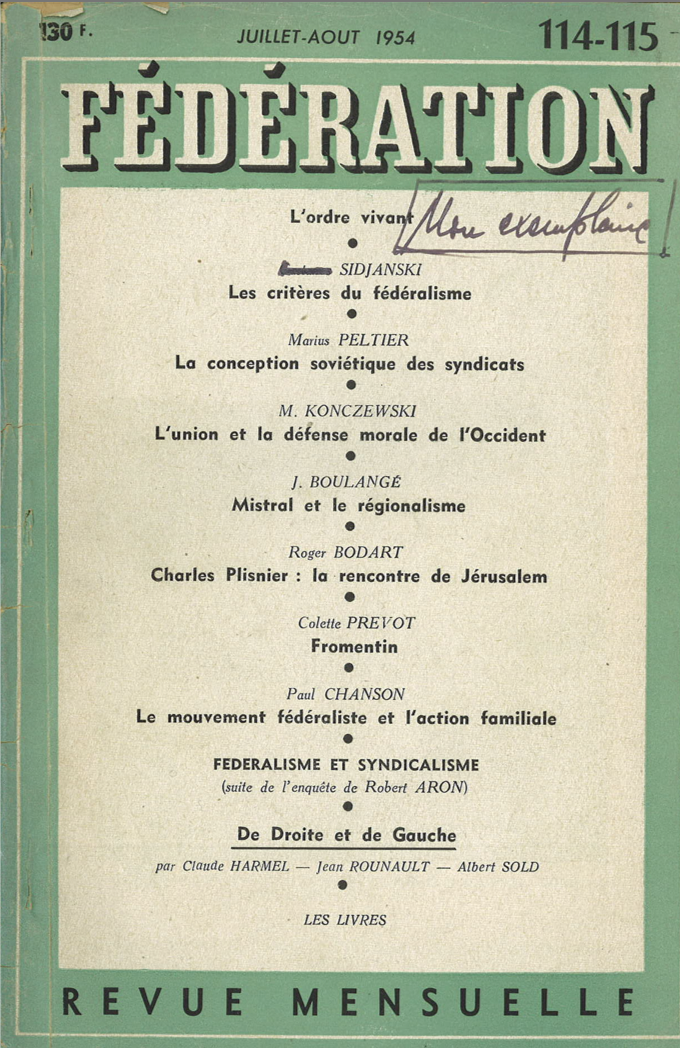 130 F.
JUILLET-AOUT 1954
114-115
FÉDÉRATION
L'ordre vivant
Mon exemplaire
●
SIDJANSKI
Les critères du fédéralisme
●
Marius PELTIER
La conception soviétique des syndicats
●
M. KONCZEWSKI
L'union et la défense morale de l'Occident
●
J. BOULANGÉ
Mistral et le régionalisme
●
Roger BODART
Charles Plisnier : la rencontre de Jérusalem
●
Colette PREVOT
Fromentin
●
Paul CHANSON
Le mouvement fédéraliste et l'action familiale
●
FEDERALISME ET SYNDICALISME
(suite de l'enquête de Robert ARON)
●
De Droite et de Gauche
par Claude HARMEL — Jean ROUNAULT — Albert SOLD
●
LES LIVRES
REVUE MENSUELLE